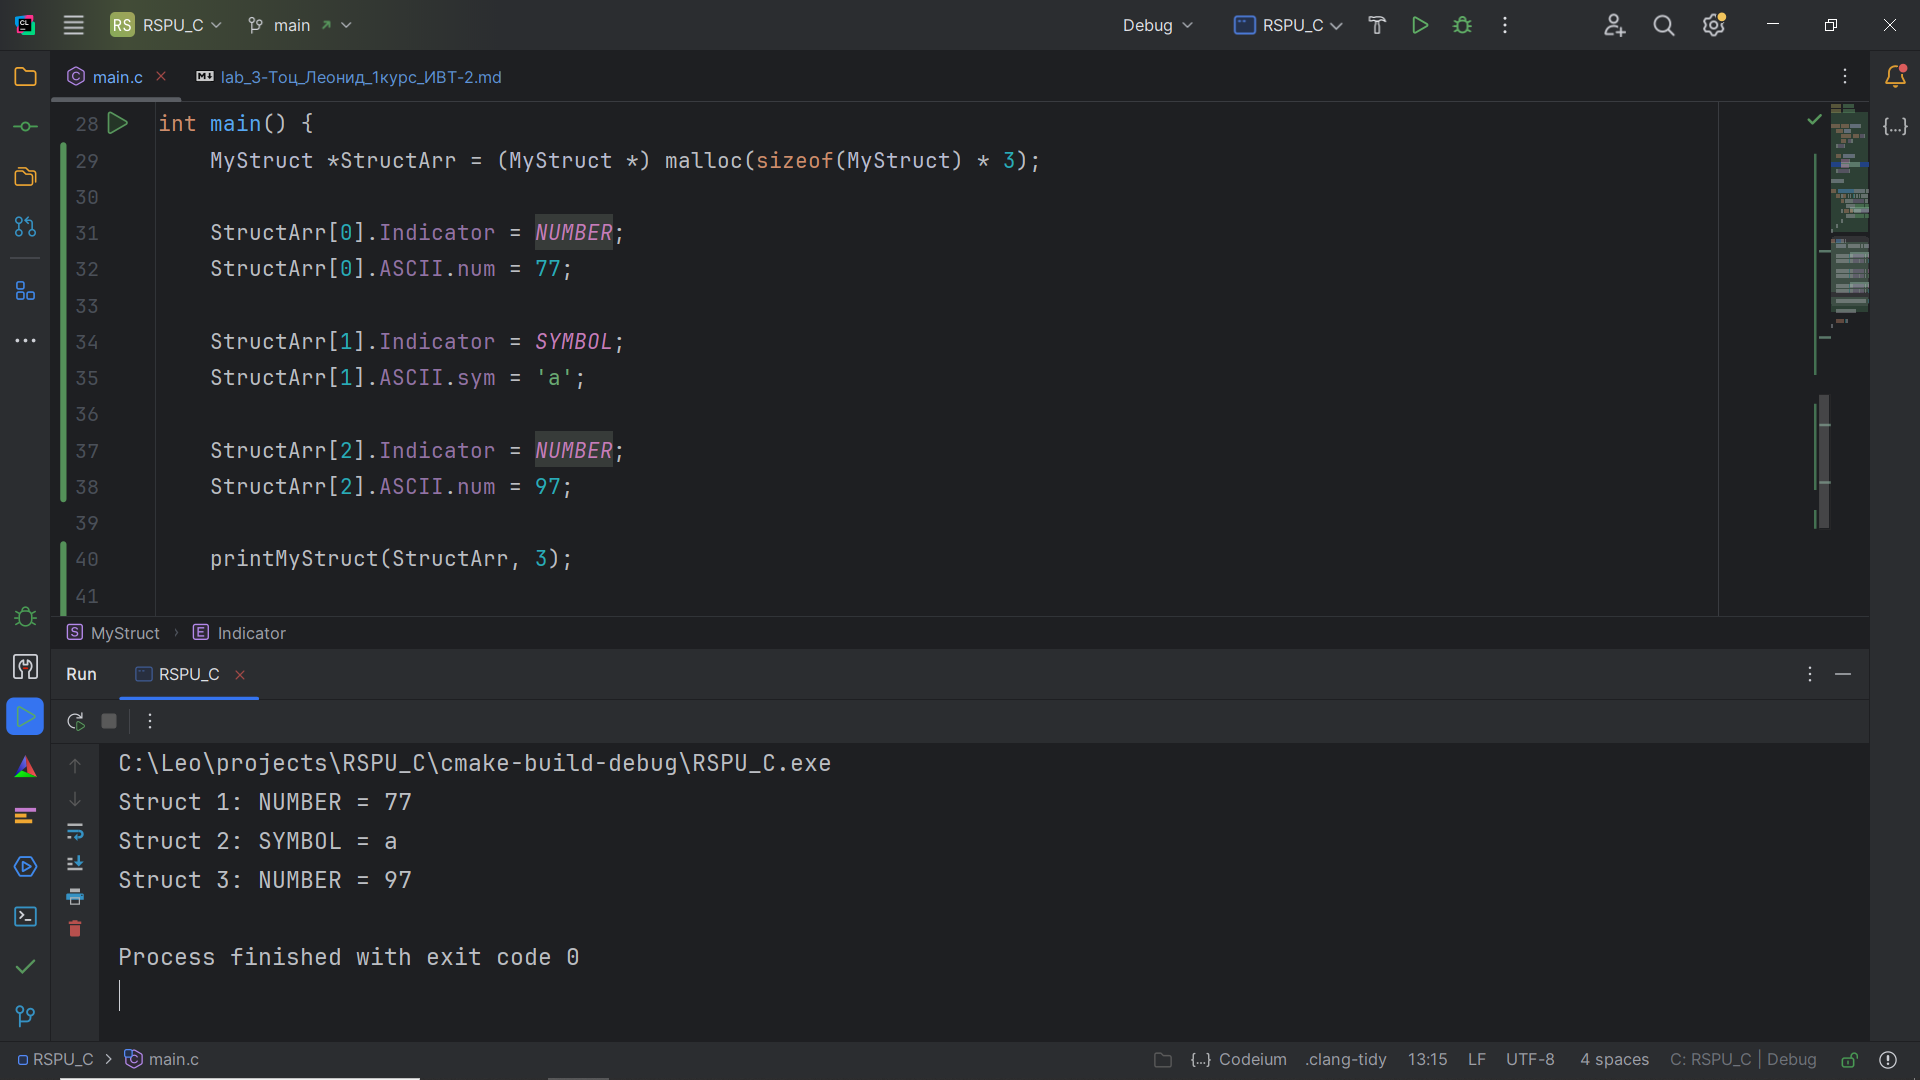 RS RSPU_C main Debug RSPU_C
main.c lab_3-Тоц_Леонид_1курс_ИВТ-2.md
28 int main() {
29 MyStruct *StructArr = (MyStruct *) malloc(sizeof(MyStruct) * 3);
30
31 StructArr[0].Indicator = NUMBER;
32 StructArr[0].ASCII.num = 77;
33
34 StructArr[1].Indicator = SYMBOL;
35 StructArr[1].ASCII.sym = 'a';
36
37 StructArr[2].Indicator = NUMBER;
38 StructArr[2].ASCII.num = 97;
39
40 printMyStruct(StructArr, 3);
41
S MyStruct › E Indicator
Run RSPU_C
C:\Leo\projects\RSPU_C\cmake-build-debug\RSPU_C.exe
Struct 1: NUMBER = 77
Struct 2: SYMBOL = a
Struct 3: NUMBER = 97
Process finished with exit code 0
RSPU_C > main.c {...} Codeium .clang-tidy 13:15 LF UTF-8 4 spaces C: RSPU_C | Debug